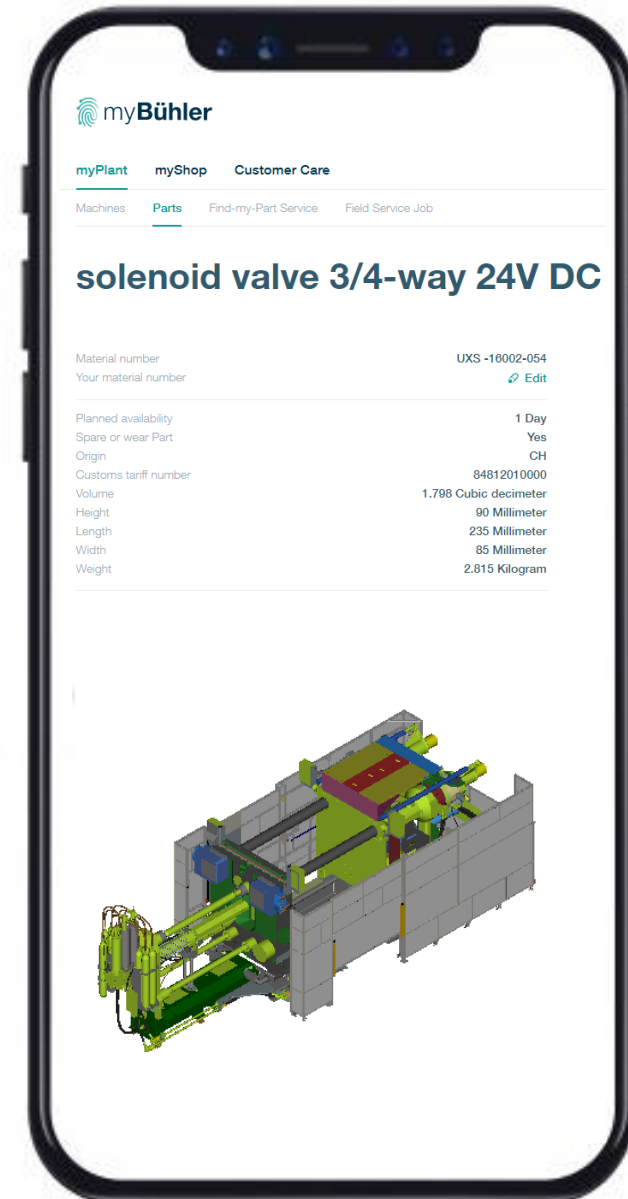 myBühler
myPlant myShop Customer Care
Machines Parts Find-my-Part Service Field Service Job
solenoid valve 3/4-way 24V DC
Material number UXS -16002-054
Your material number Edit
Planned availability 1 Day
Spare or wear Part Yes
Origin CH
Customs tariff number 84812010000
Volume 1.798 Cubic decimeter
Height 90 Millimeter
Length 235 Millimeter
Width 85 Millimeter
Weight 2.815 Kilogram